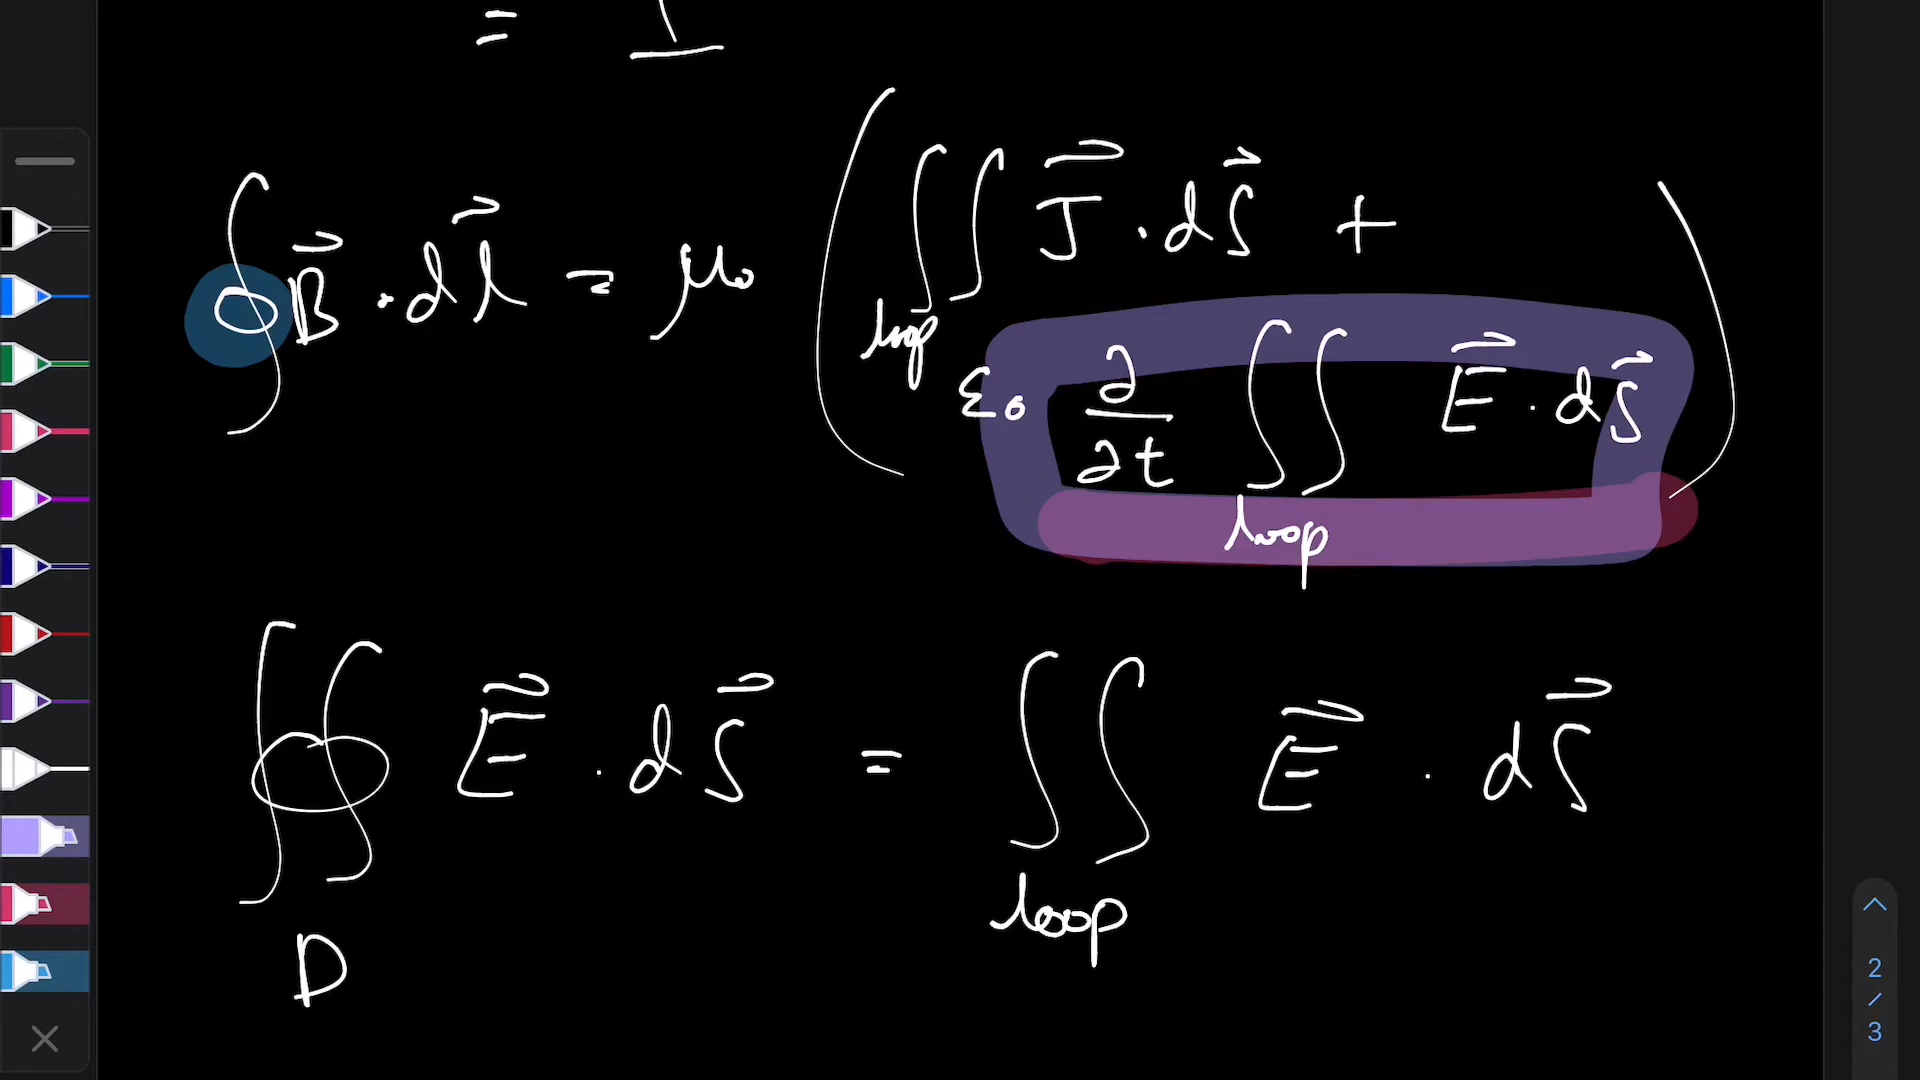 = I
∮ B⃗ · dl⃗ = μ₀ ( ∬ J⃗ · dS⃗ +
loop
ε₀ ∂/∂t ∬ E⃗ · dS⃗ )
loop
∯ E⃗ · dS⃗ = ∬ E⃗ · dS⃗
loop
D
2
/
3